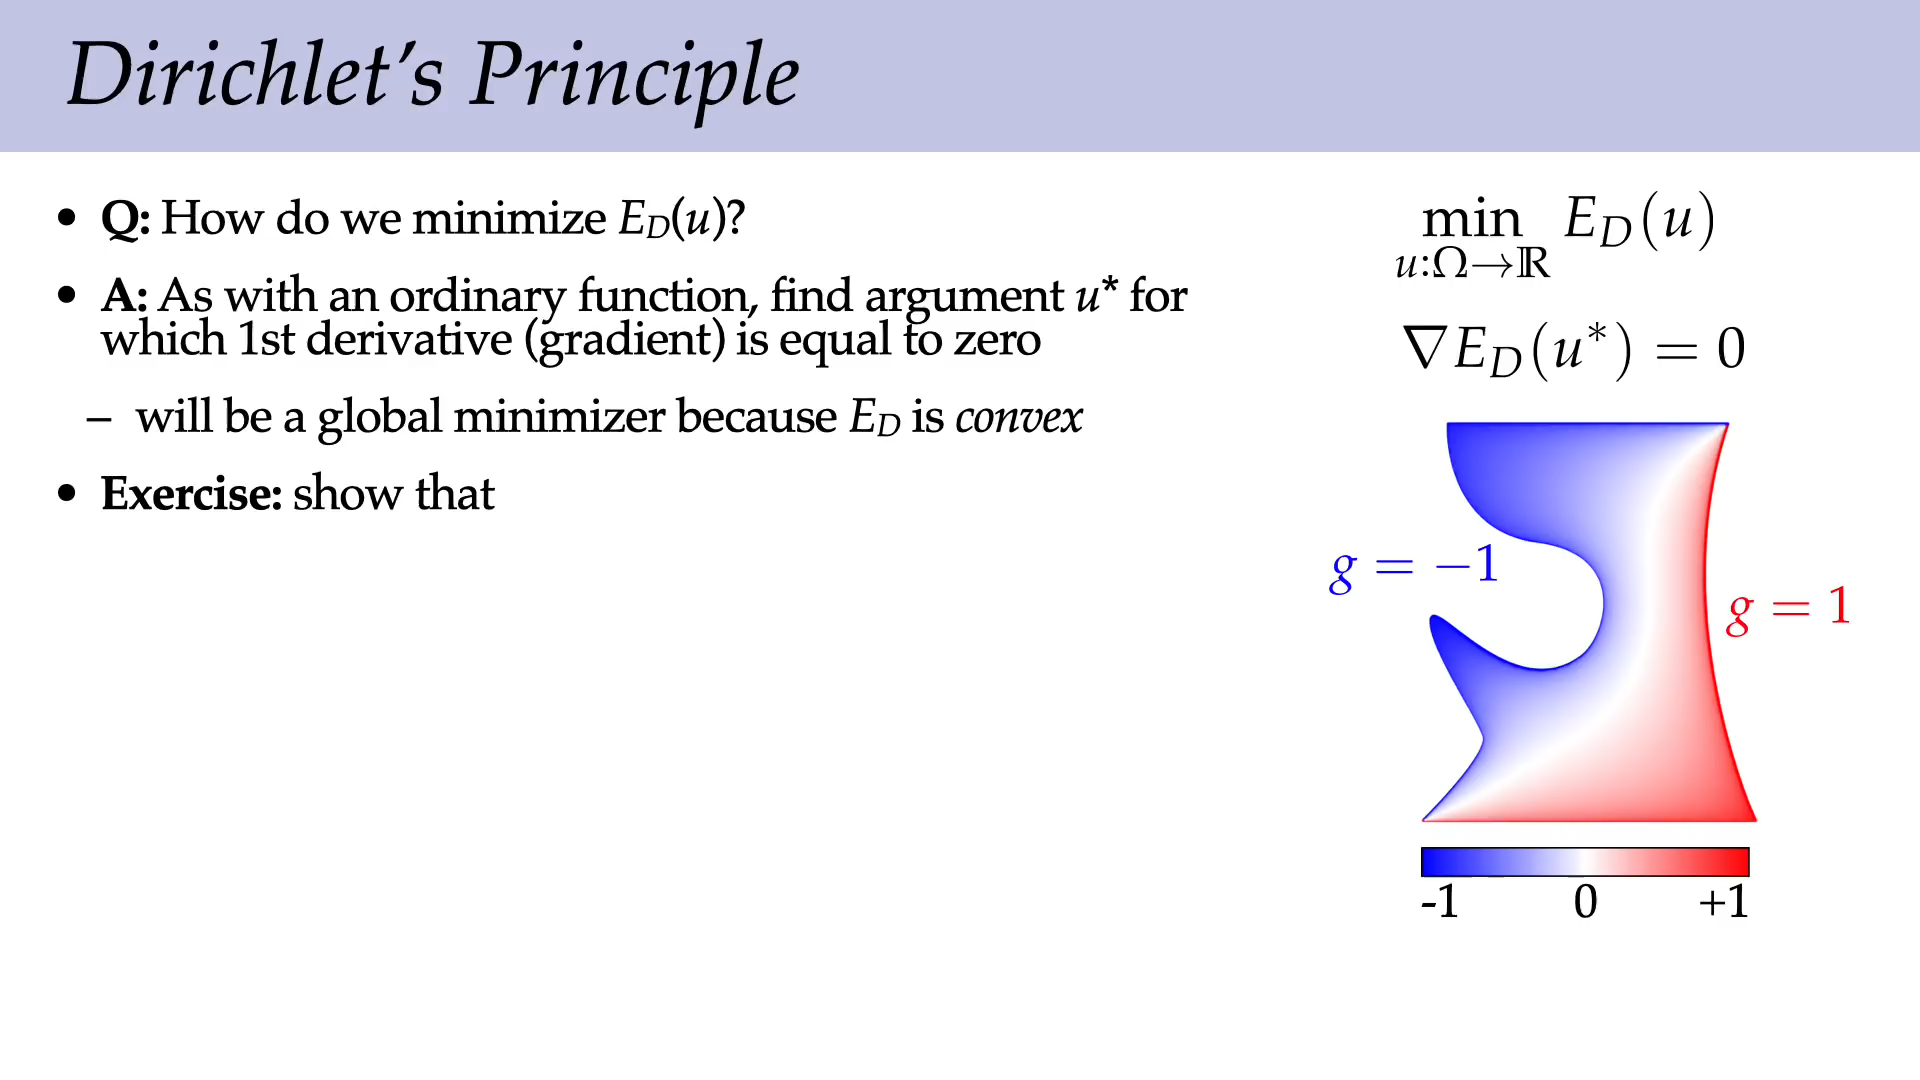 Dirichlet’s Principle
• Q: How do we minimize E_D(u)?
• A: As with an ordinary function, find argument u* for
which 1st derivative (gradient) is equal to zero
– will be a global minimizer because E_D is convex
• Exercise: show that
min E_D(u)
u:Ω→ℝ
∇E_D(u*) = 0
g = −1
g = 1
-1 0 +1